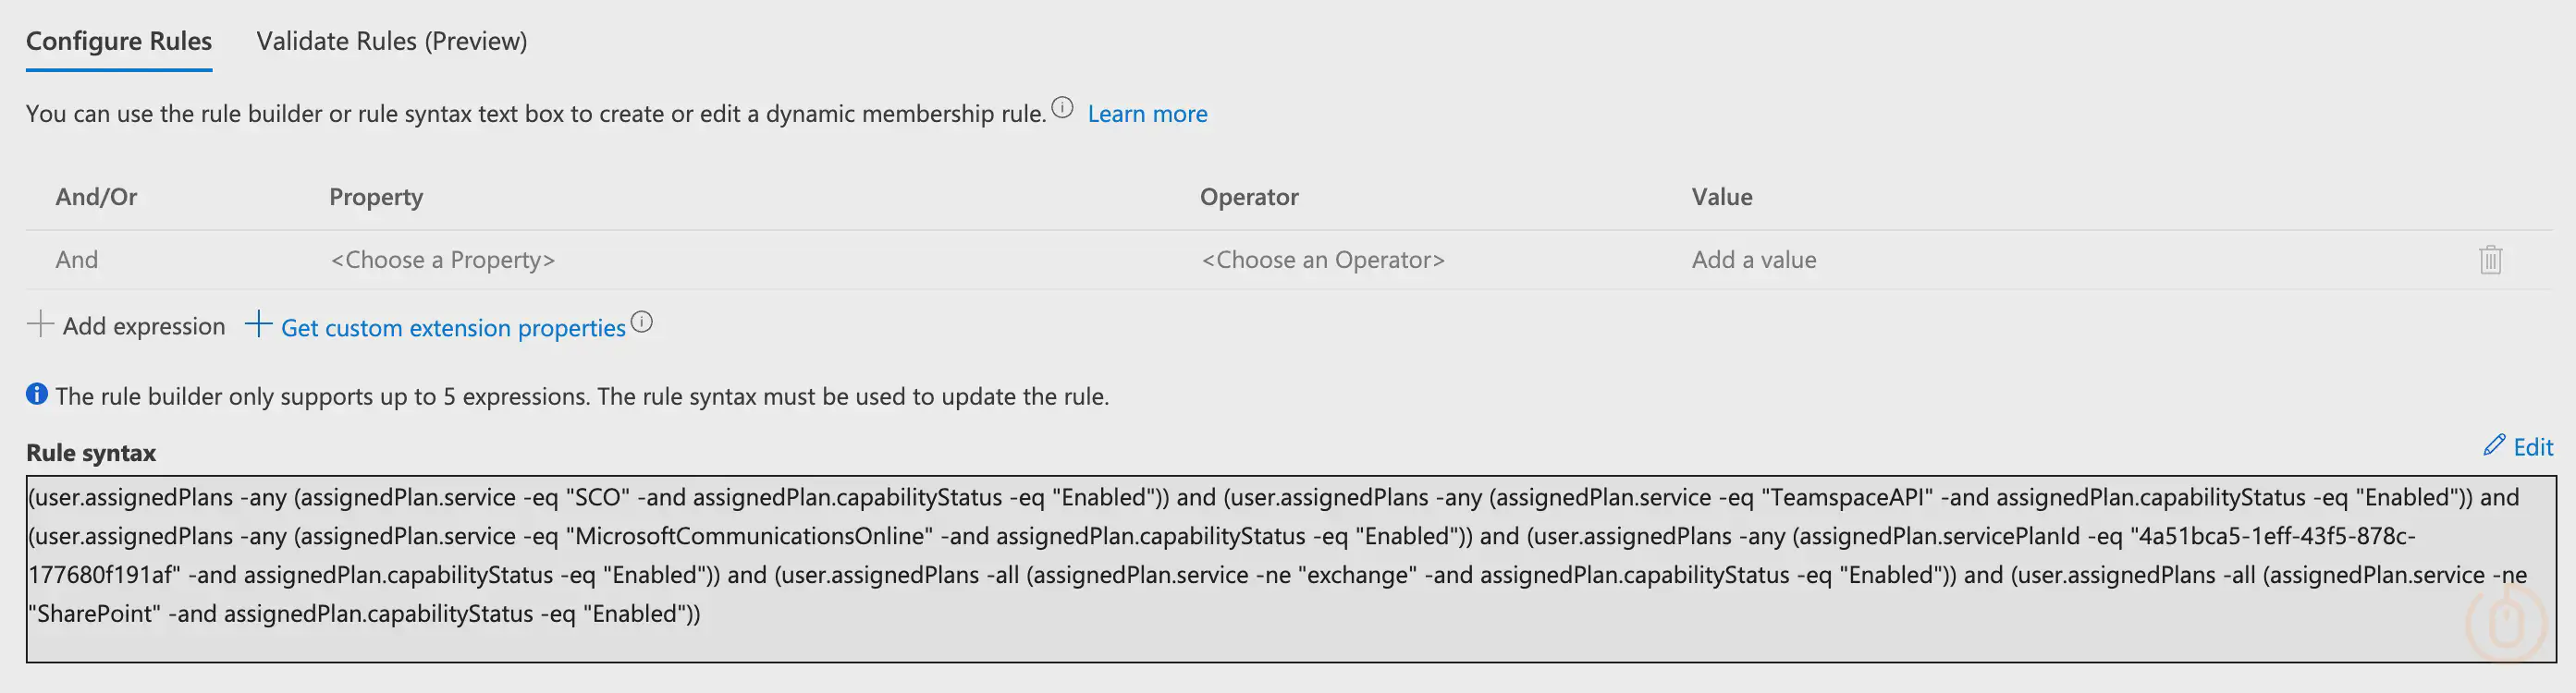 Configure Rules Validate Rules (Preview)
You can use the rule builder or rule syntax text box to create or edit a dynamic membership rule. Learn more
And/Or Property Operator Value
And <Choose a Property> <Choose an Operator> Add a value
Add expression Get custom extension properties
The rule builder only supports up to 5 expressions. The rule syntax must be used to update the rule.
Rule syntax Edit
(user.assignedPlans -any (assignedPlan.service -eq "SCO" -and assignedPlan.capabilityStatus -eq "Enabled")) and (user.assignedPlans -any (assignedPlan.service -eq "TeamspaceAPI" -and assignedPlan.capabilityStatus -eq "Enabled")) and
(user.assignedPlans -any (assignedPlan.service -eq "MicrosoftCommunicationsOnline" -and assignedPlan.capabilityStatus -eq "Enabled")) and (user.assignedPlans -any (assignedPlan.servicePlanId -eq "4a51bca5-1eff-43f5-878c-
177680f191af" -and assignedPlan.capabilityStatus -eq "Enabled")) and (user.assignedPlans -all (assignedPlan.service -ne "exchange" -and assignedPlan.capabilityStatus -eq "Enabled")) and (user.assignedPlans -all (assignedPlan.service -ne
"SharePoint" -and assignedPlan.capabilityStatus -eq "Enabled"))